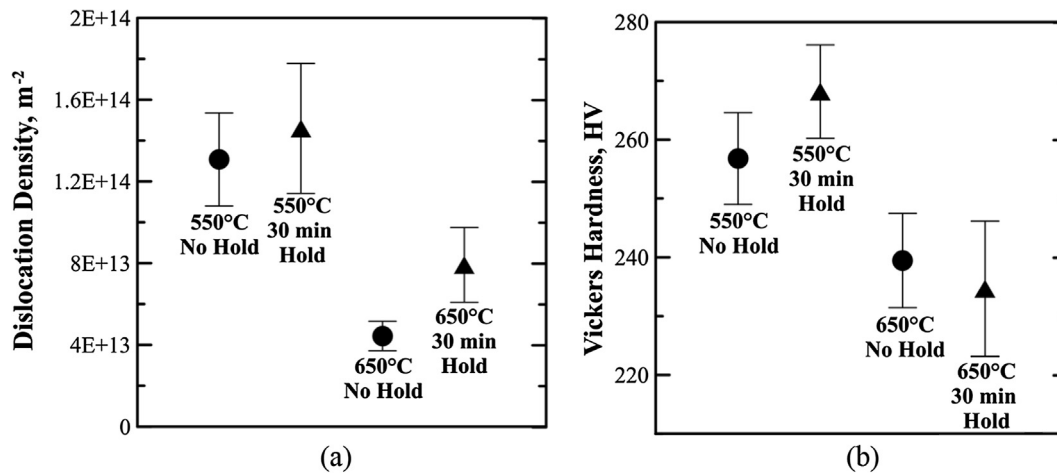 Dislocation Density, m⁻²
2E+14
1.6E+14
1.2E+14
8E+13
4E+13
0
550°C
No Hold
550°C
30 min
Hold
650°C
No Hold
650°C
30 min
Hold
(a)
Vickers Hardness, HV
280
260
240
220
550°C
No Hold
550°C
30 min
Hold
650°C
No Hold
650°C
30 min
Hold
(b)